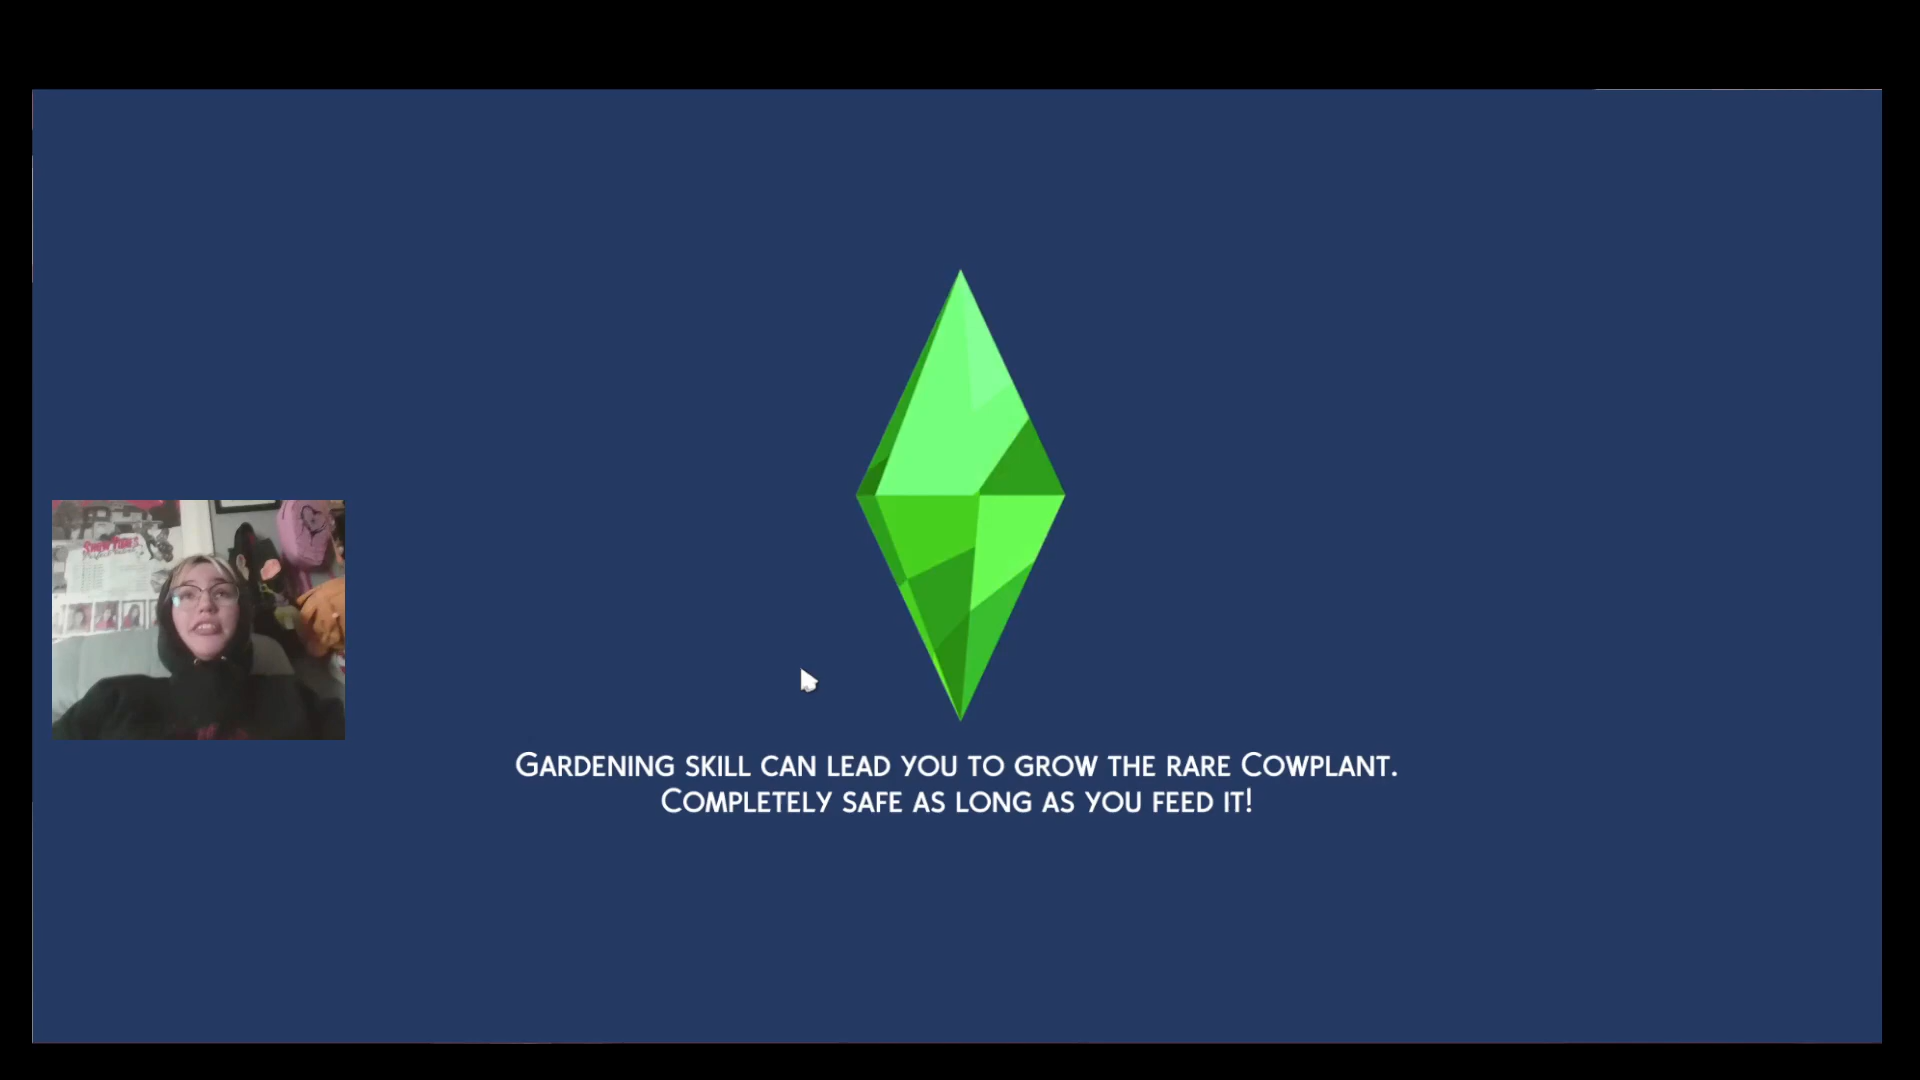 Gardening skill can lead you to grow the rare Cowplant.
Completely safe as long as you feed it!